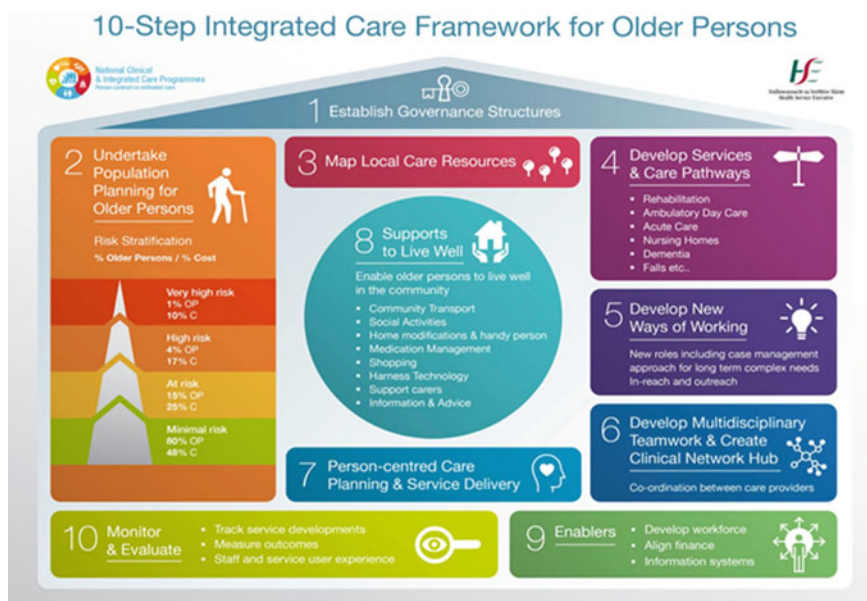 10-Step Integrated Care Framework for Older Persons
National Clinical
& Integrated Care Programmes
Person-centred co-ordinated care
Health Service Executive
1 Establish Governance Structures
2 Undertake
Population
Planning for
Older Persons
Risk Stratification
% Older Persons / % Cost
Very high risk
1% OP
10% C
High risk
4% OP
17% C
At risk
15% OP
25% C
Minimal risk
80% OP
48% C
3 Map Local Care Resources
8 Supports
to Live Well
Enable older persons to live well
in the community
• Community Transport
• Social Activities
• Home modifications & handy person
• Medication Management
• Shopping
• Harness Technology
• Support carers
• Information & Advice
7 Person-centred Care
Planning & Service Delivery
4 Develop Services
& Care Pathways
• Rehabilitation
• Ambulatory Day Care
• Acute Care
• Nursing Homes
• Dementia
• Falls etc..
5 Develop New
Ways of Working
New roles including case management
approach for long term complex needs
In-reach and outreach
6 Develop Multidisciplinary
Teamwork & Create
Clinical Network Hub
Co-ordination between care providers
10 Monitor
& Evaluate
• Track service developments
• Measure outcomes
• Staff and service user experience
9 Enablers
• Develop workforce
• Align finance
• Information systems